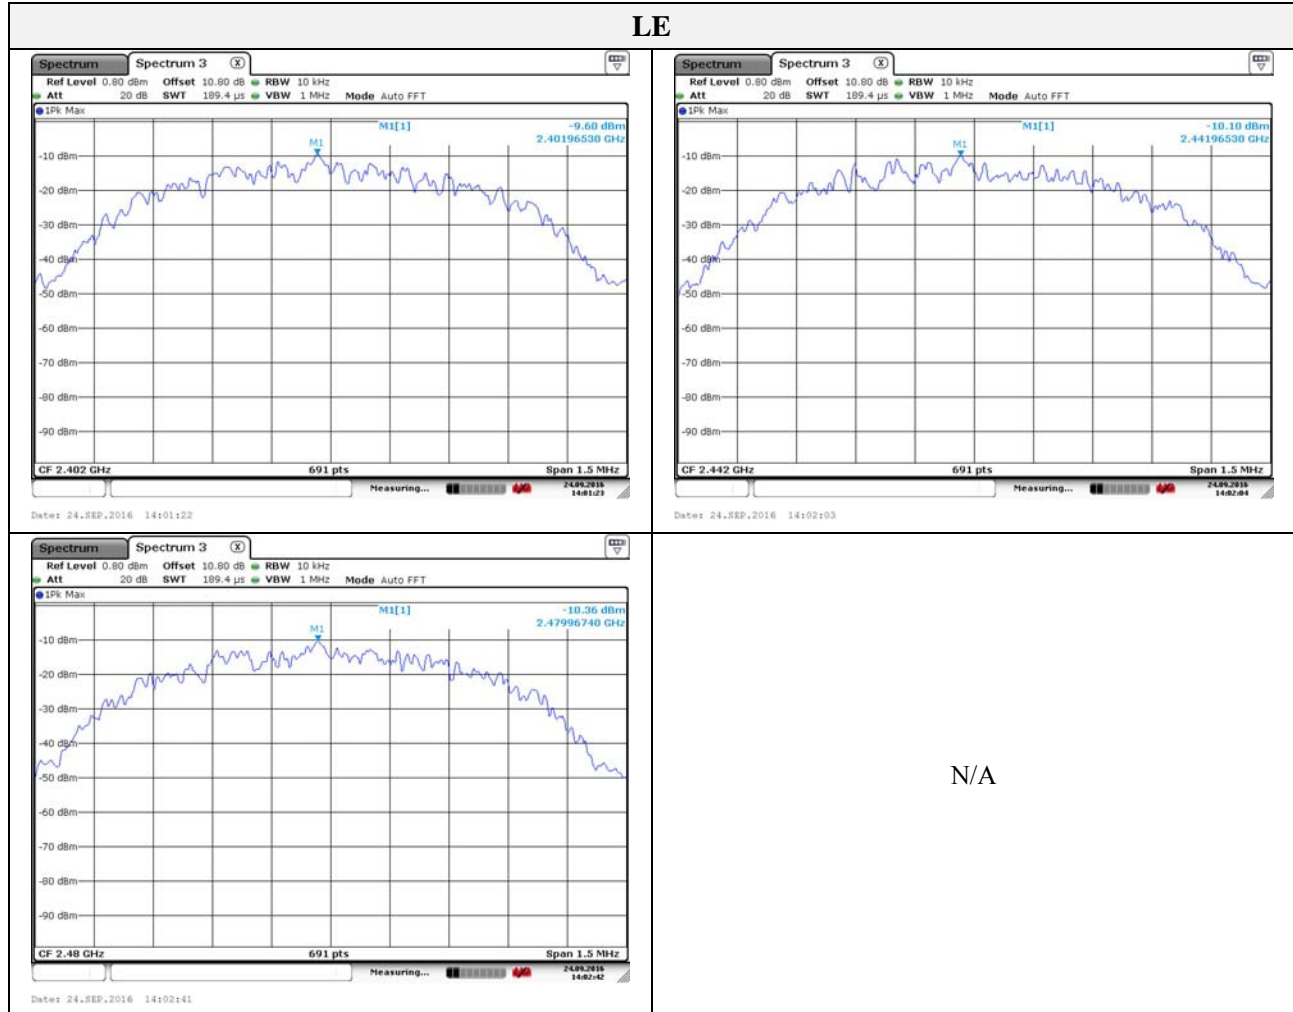 LE
Spectrum Spectrum 3 X
Ref Level 0.80 dBm Offset 10.80 dB RBW 10 kHz
Att 20 dB SWT 189.4 µs VBW 1 MHz Mode Auto FFT
1Pk Max
M1[1] -9.60 dBm
2.40196530 GHz
M1
-10 dBm
-20 dBm
-30 dBm
-40 dBm
-50 dBm
-60 dBm
-70 dBm
-80 dBm
-90 dBm
CF 2.402 GHz 691 pts Span 1.5 MHz
Measuring... 24.09.2016
14:01:23
Date: 24.SEP.2016 14:01:22
Spectrum Spectrum 3 X
Ref Level 0.80 dBm Offset 10.80 dB RBW 10 kHz
Att 20 dB SWT 189.4 µs VBW 1 MHz Mode Auto FFT
1Pk Max
M1[1] -10.10 dBm
2.44196530 GHz
M1
-10 dBm
-20 dBm
-30 dBm
-40 dBm
-50 dBm
-60 dBm
-70 dBm
-80 dBm
-90 dBm
CF 2.442 GHz 691 pts Span 1.5 MHz
Measuring... 24.09.2016
14:02:04
Date: 24.SEP.2016 14:02:03
Spectrum Spectrum 3 X
Ref Level 0.80 dBm Offset 10.80 dB RBW 10 kHz
Att 20 dB SWT 189.4 µs VBW 1 MHz Mode Auto FFT
1Pk Max
M1[1] -10.36 dBm
2.47996740 GHz
M1
-10 dBm
-20 dBm
-30 dBm
-40 dBm
-50 dBm
-60 dBm
-70 dBm
-80 dBm
-90 dBm
CF 2.48 GHz 691 pts Span 1.5 MHz
Measuring... 24.09.2016
14:02:42
Date: 24.SEP.2016 14:02:41
N/A